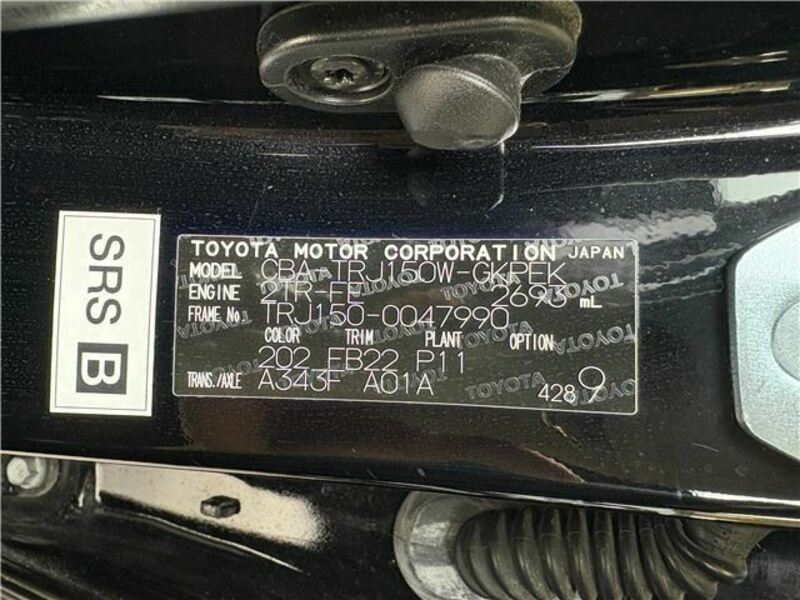 TOYOTA MOTOR CORPORATION JAPAN
MODEL CBA-TRJ150W-GKPEK
ENGINE 2TR-FE 2693 mL
FRAME No. TRJ150-0047990
COLOR TRIM PLANT OPTION
202 FB22 P11
TRANS./AXLE A343F A01A
428 9
SRS B